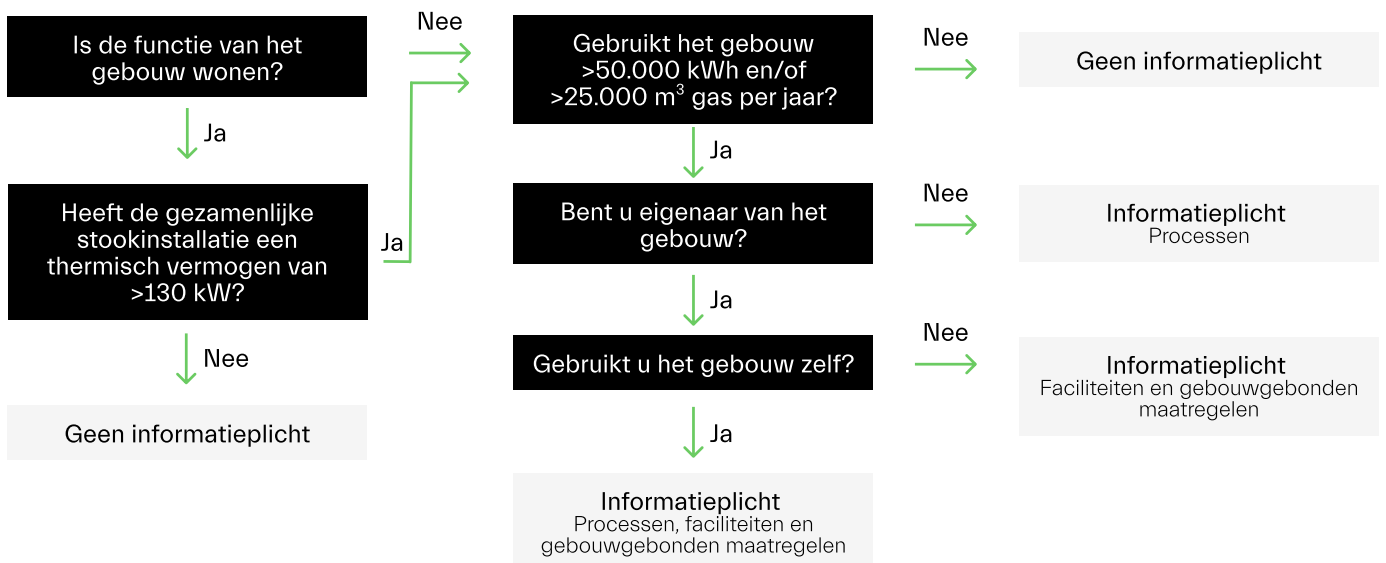 Is de functie van het
gebouw wonen?
Nee
Ja
Heeft de gezamenlijke
stookinstallatie een
thermisch vermogen van
>130 kW?
Ja
Nee
Geen informatieplicht
Gebruikt het gebouw
>50.000 kWh en/of
>25.000 m³ gas per jaar?
Nee
Geen informatieplicht
Ja
Bent u eigenaar van het
gebouw?
Nee
Informatieplicht
Processen
Ja
Gebruikt u het gebouw zelf?
Nee
Informatieplicht
Faciliteiten en gebouwgebonden
maatregelen
Ja
Informatieplicht
Processen, faciliteiten en
gebouwgebonden maatregelen